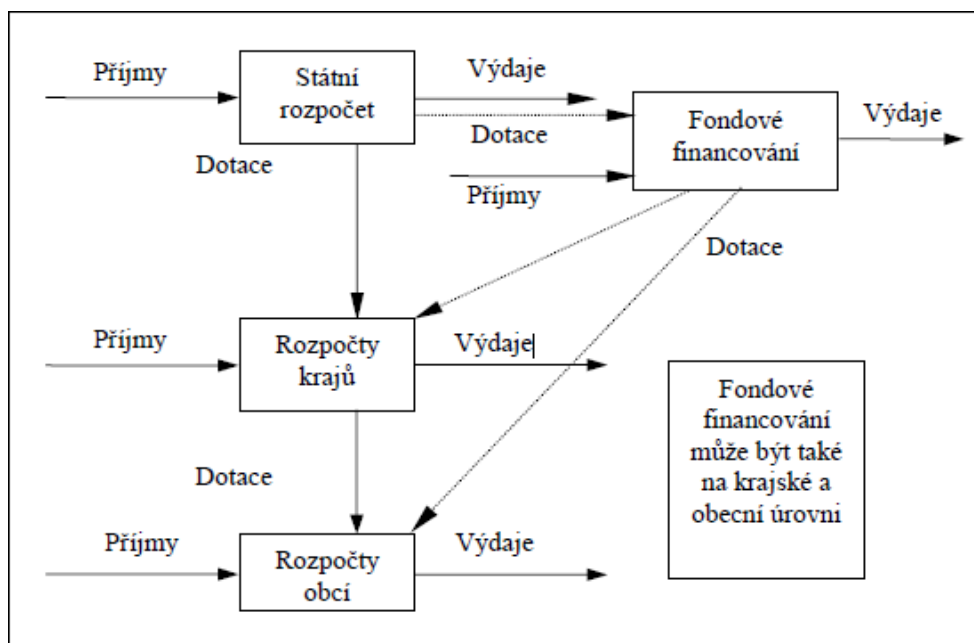 Příjmy
Státní
rozpočet
Výdaje
Dotace
Fondové
financování
Výdaje
Dotace
Příjmy
Dotace
Příjmy
Rozpočty
krajů
Výdaje
Fondové
financování
může být také
na krajské a
obecní úrovni
Dotace
Příjmy
Rozpočty
obcí
Výdaje